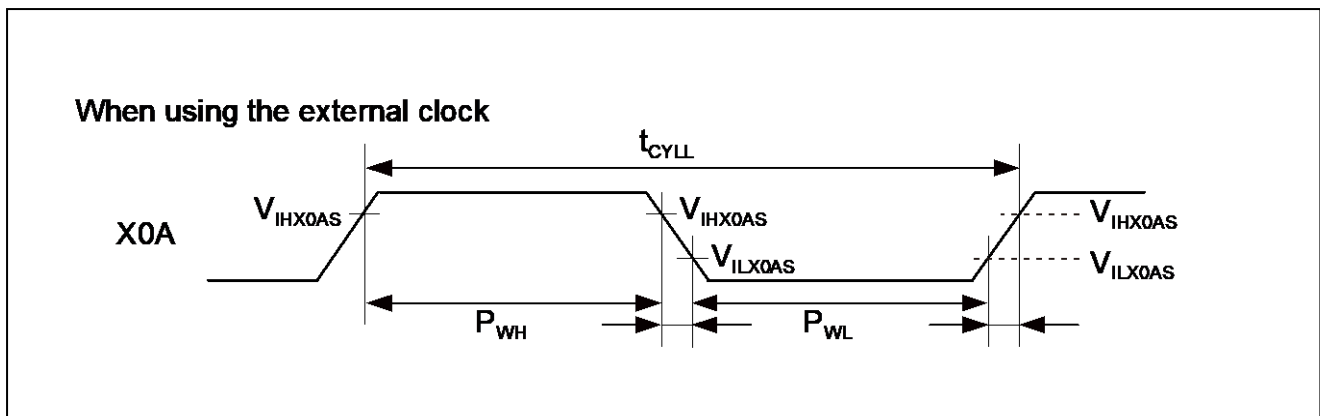 When using the external clock
tCYLL
VIHX0AS
VIHX0AS
VIHX0AS
X0A
VILX0AS
VILX0AS
PWH
PWL